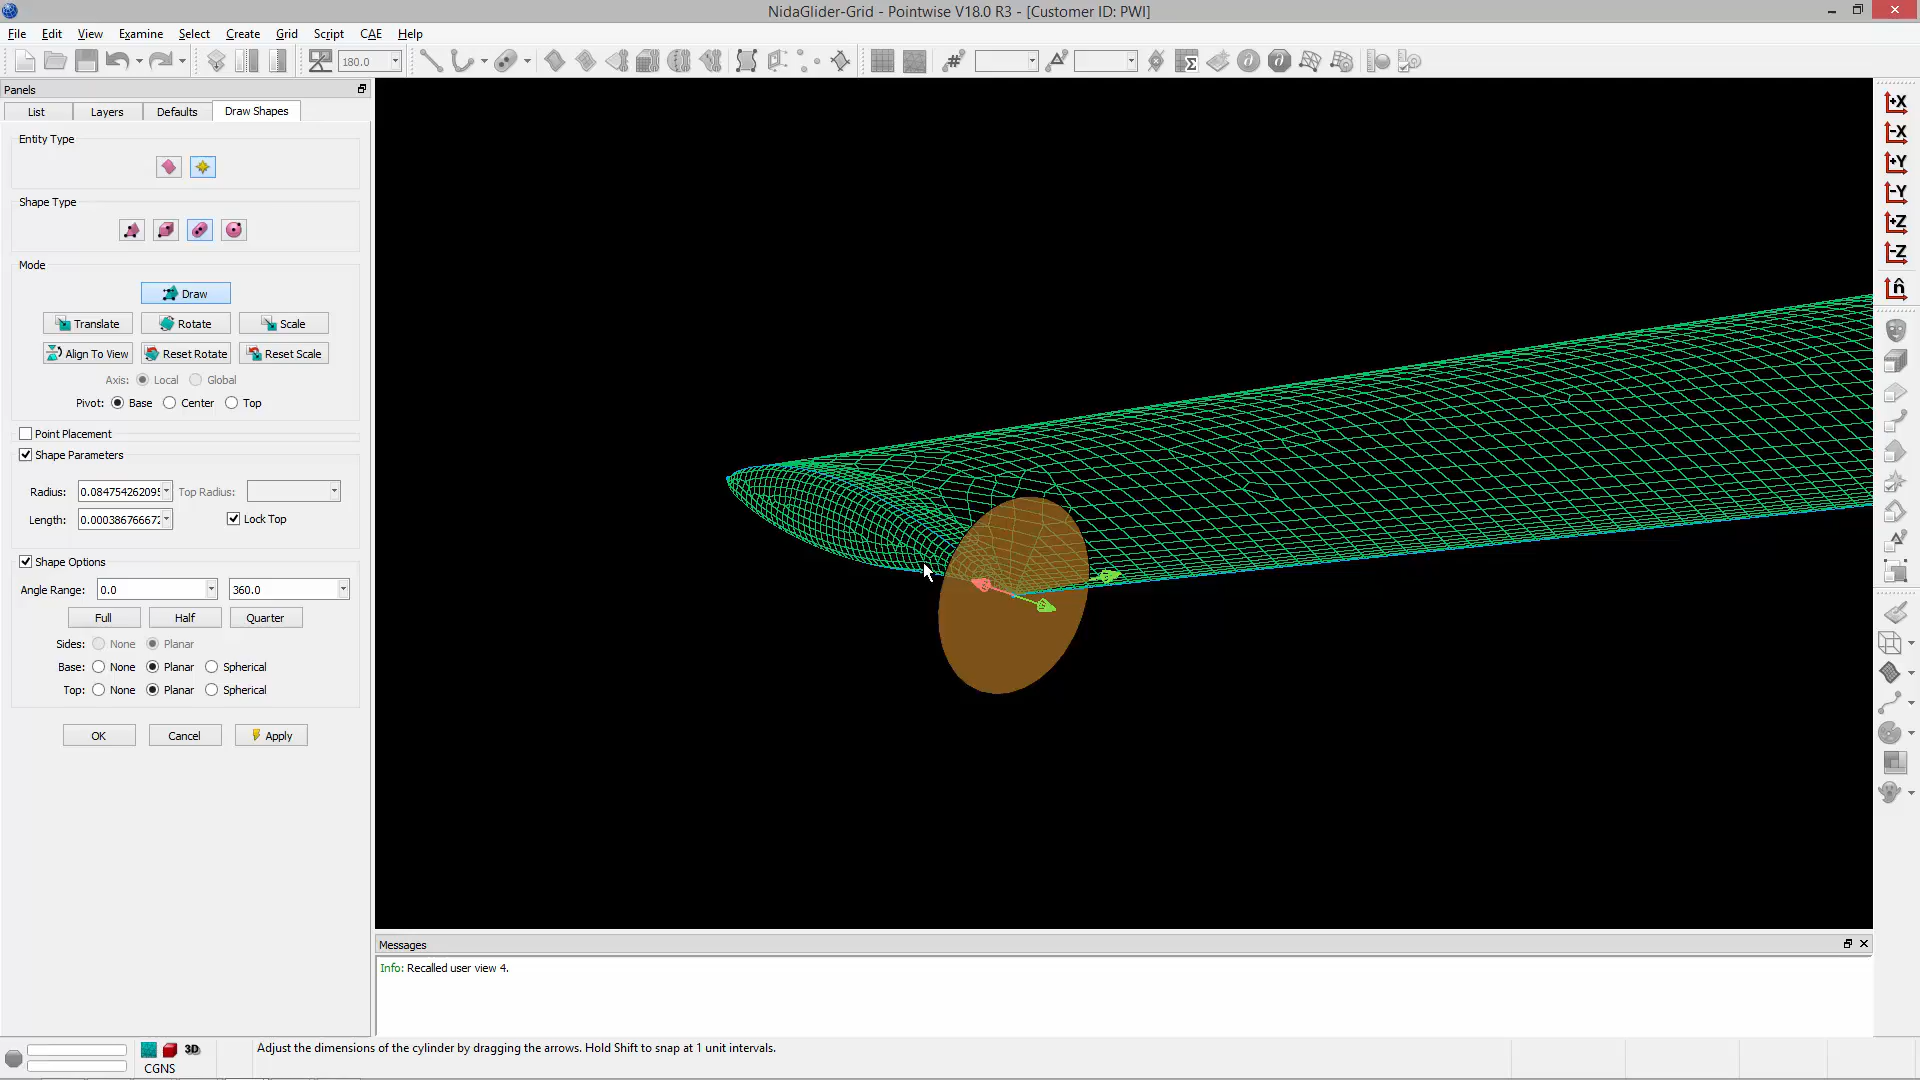 NidaGlider-Grid - Pointwise V18.0 R3 - [Customer ID: PWI]
File Edit View Examine Select Create Grid Script CAE Help
180.0
Panels
List Layers Defaults Draw Shapes
Entity Type
Shape Type
Mode
Draw
Translate Rotate Scale
Align To View Reset Rotate Reset Scale
Axis: Local Global
Pivot: Base Center Top
Point Placement
Shape Parameters
Radius: 0.084754262095 Top Radius:
Length: 0.00038676667 Lock Top
Shape Options
Angle Range: 0.0 360.0
Full Half Quarter
Sides: None Planar
Base: None Planar Spherical
Top: None Planar Spherical
OK Cancel Apply
+X
-X
+Y
-Y
+Z
-Z
n̂
Messages
Info: Recalled user view 4.
3D
CGNS
Adjust the dimensions of the cylinder by dragging the arrows. Hold Shift to snap at 1 unit intervals.